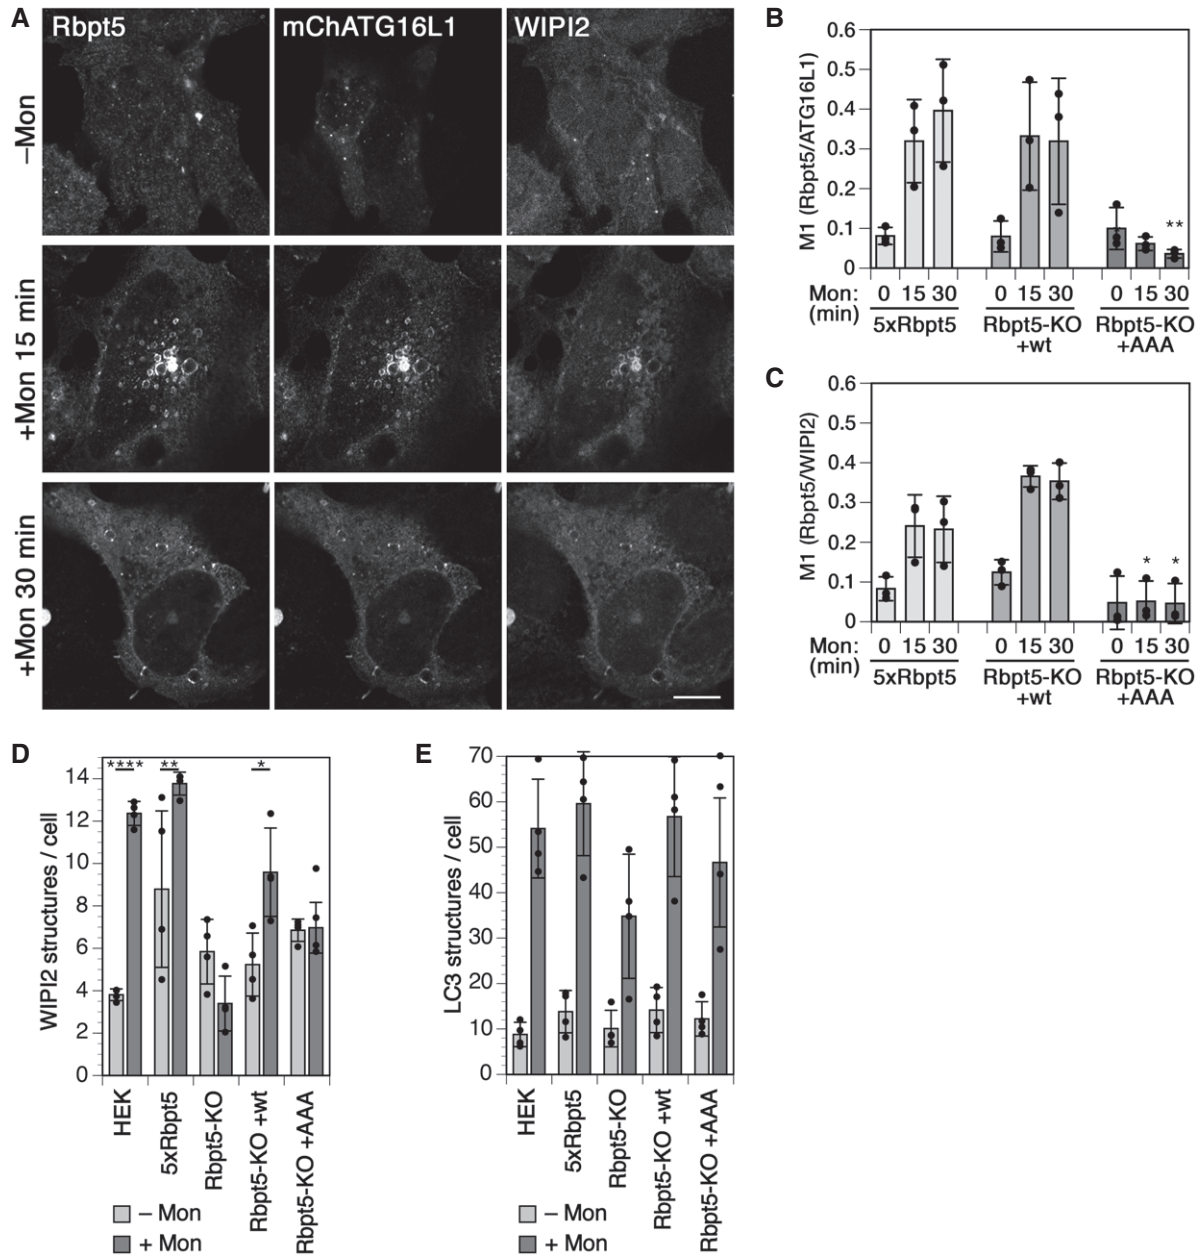 A
Rbpt5
mChATG16L1
WIPI2
–Mon
+Mon 15 min
+Mon 30 min
B
M1 (Rbpt5/ATG16L1)
0.6
0.5
0.4
0.3
0.2
0.1
0
**
Mon: 0 15 30 0 15 30 0 15 30
(min)
5xRbpt5 Rbpt5-KO Rbpt5-KO
+wt +AAA
C
M1 (Rbpt5/WIPI2)
0.6
0.5
0.4
0.3
0.2
0.1
0
* *
Mon: 0 15 30 0 15 30 0 15 30
(min)
5xRbpt5 Rbpt5-KO Rbpt5-KO
+wt +AAA
D
WIPI2 structures / cell
14
12
10
8
6
4
2
0
**** ** *
HEK
5xRbpt5
Rbpt5-KO
Rbpt5-KO +wt
Rbpt5-KO +AAA
– Mon
+ Mon
E
LC3 structures / cell
70
60
50
40
30
20
10
0
HEK
5xRbpt5
Rbpt5-KO
Rbpt5-KO +wt
Rbpt5-KO +AAA
– Mon
+ Mon